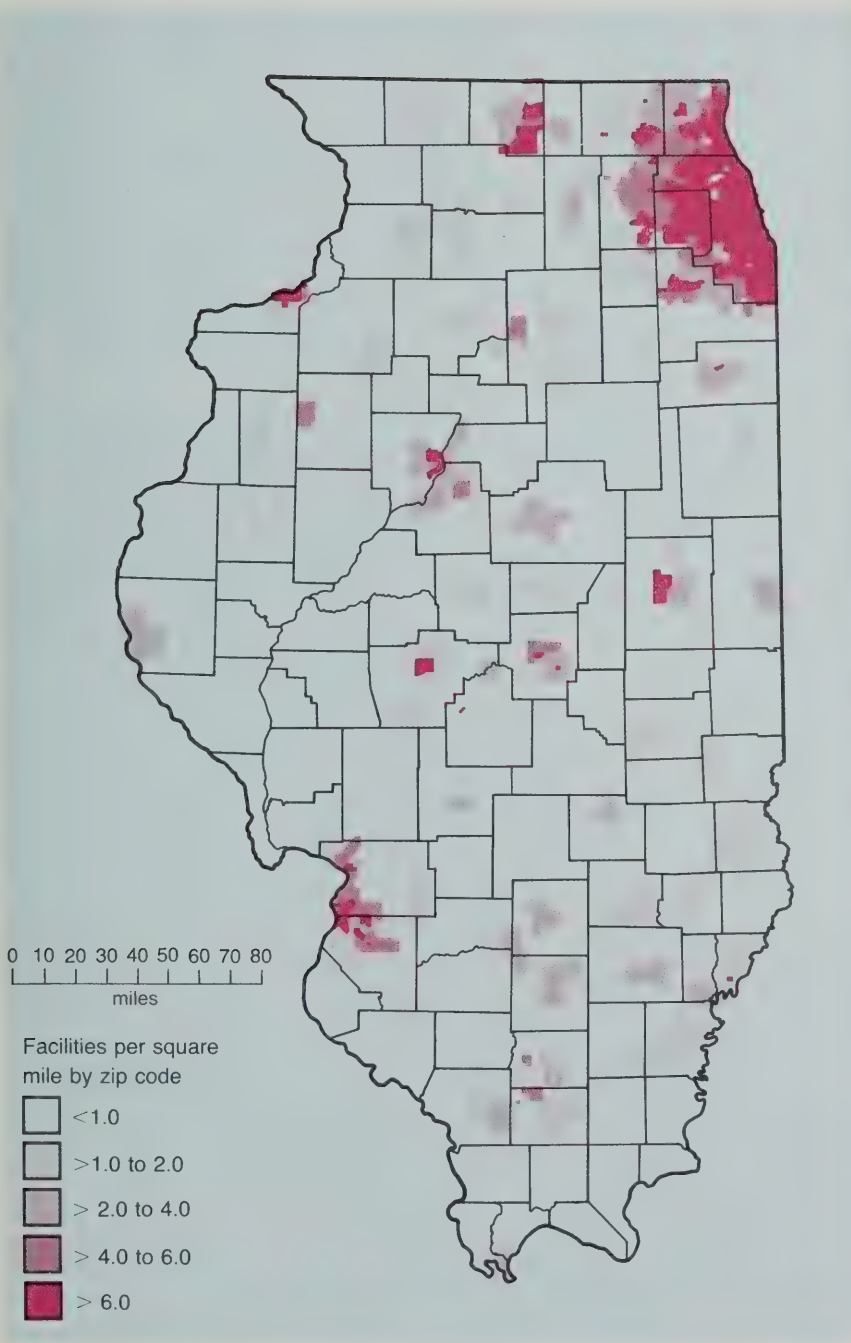 0 10 20 30 40 50 60 70 80
miles
Facilities per square
mile by zip code
<1.0
>1.0 to 2.0
> 2.0 to 4.0
> 4.0 to 6.0
> 6.0